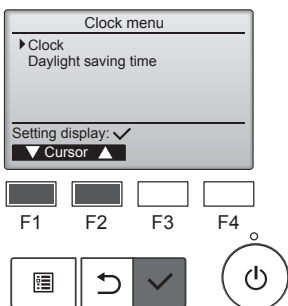 Clock menu
Clock
Daylight saving time
Setting display:
Cursor
F1 F2 F3 F4